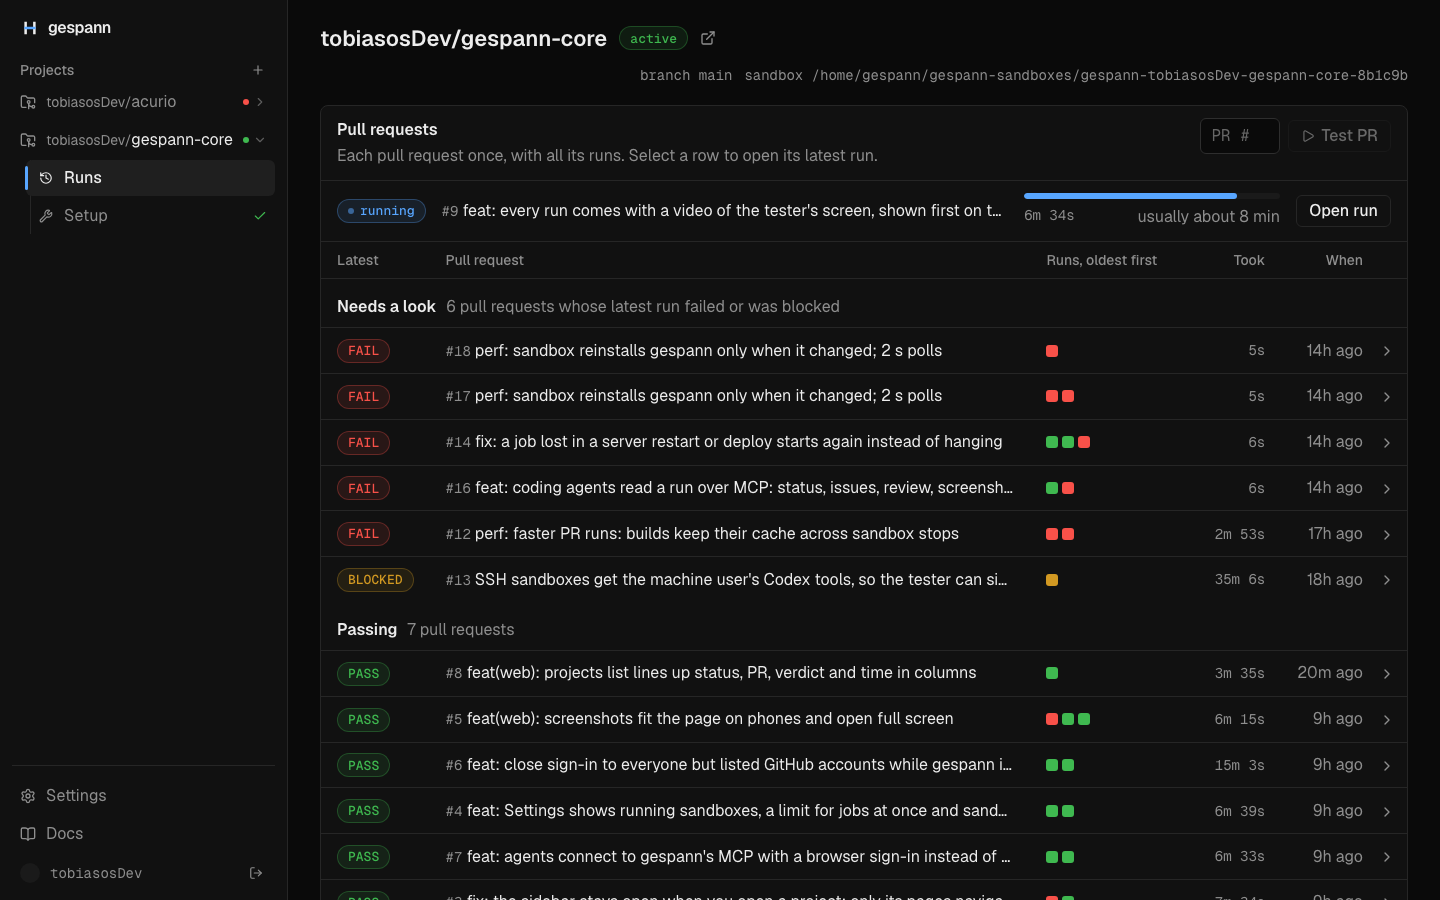 gespann
Projects
tobiasosDev/acurio
tobiasosDev/gespann-core
Runs
Setup
Settings
Docs
tobiasosDev
tobiasosDev/gespann-core active
branch main sandbox /home/gespann/gespann-sandboxes/gespann-tobiasosDev-gespann-core-8b1c9b
Pull requests
Each pull request once, with all its runs. Select a row to open its latest run.
PR #
Test PR
running #9 feat: every run comes with a video of the tester's screen, shown first on t…
6m 34s usually about 8 min
Open run
Latest Pull request Runs, oldest first Took When
Needs a look 6 pull requests whose latest run failed or was blocked
FAIL #18 perf: sandbox reinstalls gespann only when it changed; 2 s polls 5s 14h ago
FAIL #17 perf: sandbox reinstalls gespann only when it changed; 2 s polls 5s 14h ago
FAIL #14 fix: a job lost in a server restart or deploy starts again instead of hanging 6s 14h ago
FAIL #16 feat: coding agents read a run over MCP: status, issues, review, screensh… 6s 14h ago
FAIL #12 perf: faster PR runs: builds keep their cache across sandbox stops 2m 53s 17h ago
BLOCKED #13 SSH sandboxes get the machine user's Codex tools, so the tester can si… 35m 6s 18h ago
Passing 7 pull requests
PASS #8 feat(web): projects list lines up status, PR, verdict and time in columns 3m 35s 20m ago
PASS #5 feat(web): screenshots fit the page on phones and open full screen 6m 15s 9h ago
PASS #6 feat: close sign-in to everyone but listed GitHub accounts while gespann i… 15m 3s 9h ago
PASS #4 feat: Settings shows running sandboxes, a limit for jobs at once and sand… 6m 39s 9h ago
PASS #7 feat: agents connect to gespann's MCP with a browser sign-in instead of … 6m 33s 9h ago